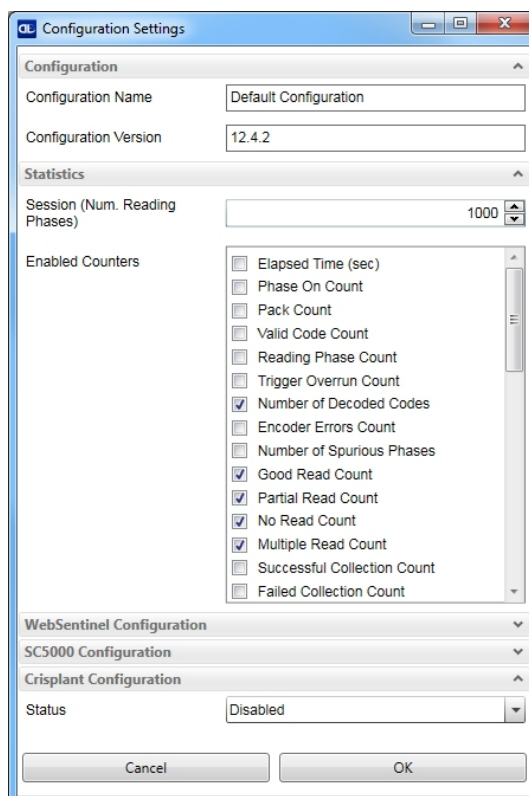 Configuration Settings
Configuration
Configuration Name Default Configuration
Configuration Version 12.4.2
Statistics
Session (Num. Reading
Phases) 1000
Enabled Counters
Elapsed Time (sec)
Phase On Count
Pack Count
Valid Code Count
Reading Phase Count
Trigger Overrun Count
Number of Decoded Codes
Encoder Errors Count
Number of Spurious Phases
Good Read Count
Partial Read Count
No Read Count
Multiple Read Count
Successful Collection Count
Failed Collection Count
WebSentinel Configuration
SC5000 Configuration
Crisplant Configuration
Status Disabled
Cancel OK